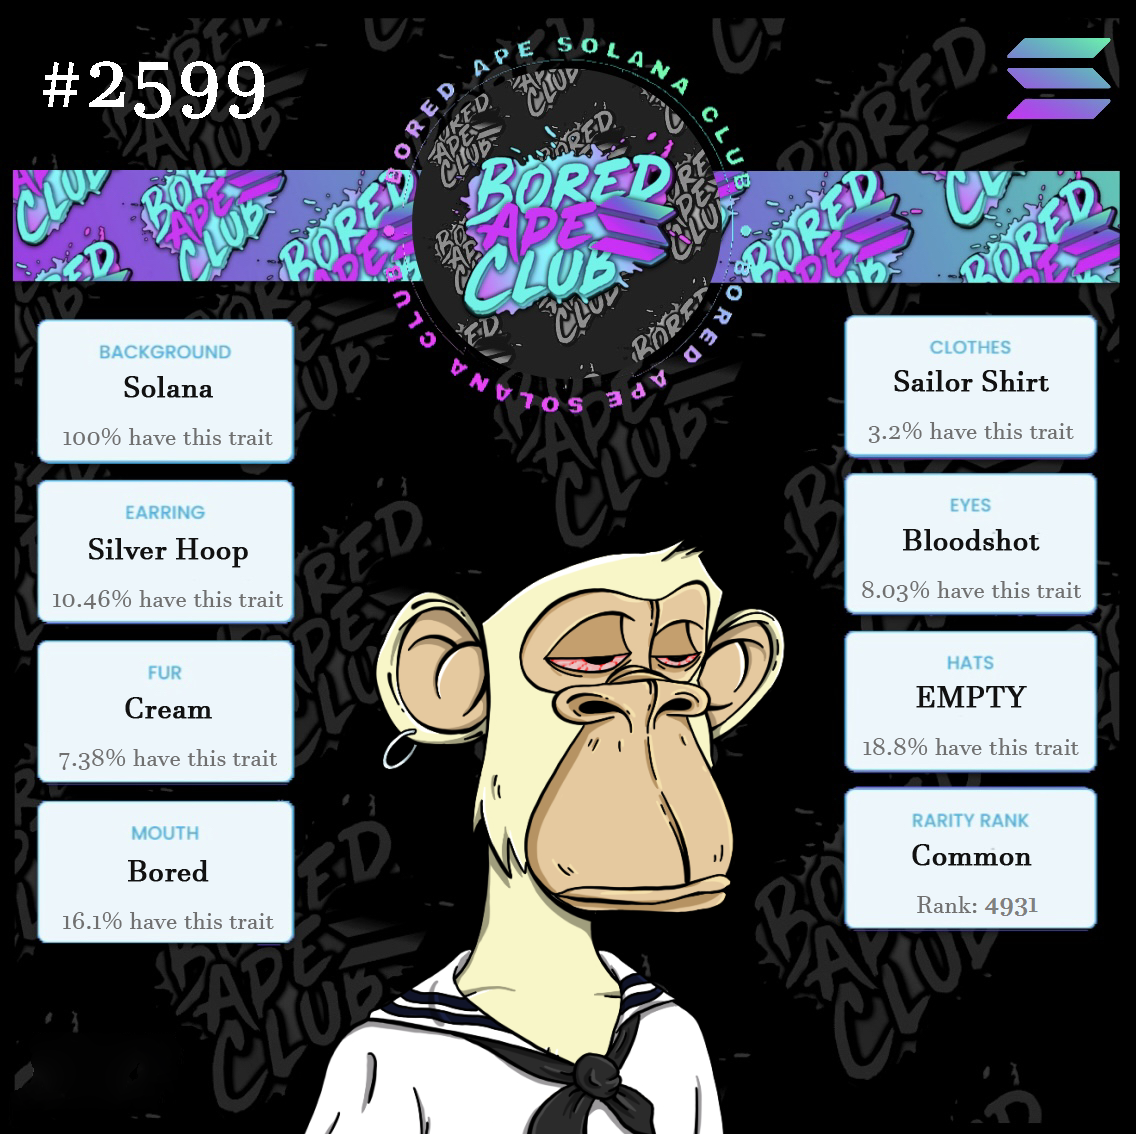 #2599
BORED APE SOLANA CLUB
BORED APE SOLANA CLUB
BORED
APE
CLUB
BACKGROUND
Solana
100% have this trait
EARRING
Silver Hoop
10.46% have this trait
FUR
Cream
7.38% have this trait
MOUTH
Bored
16.1% have this trait
CLOTHES
Sailor Shirt
3.2% have this trait
EYES
Bloodshot
8.03% have this trait
HATS
EMPTY
18.8% have this trait
RARITY RANK
Common
Rank: 4931